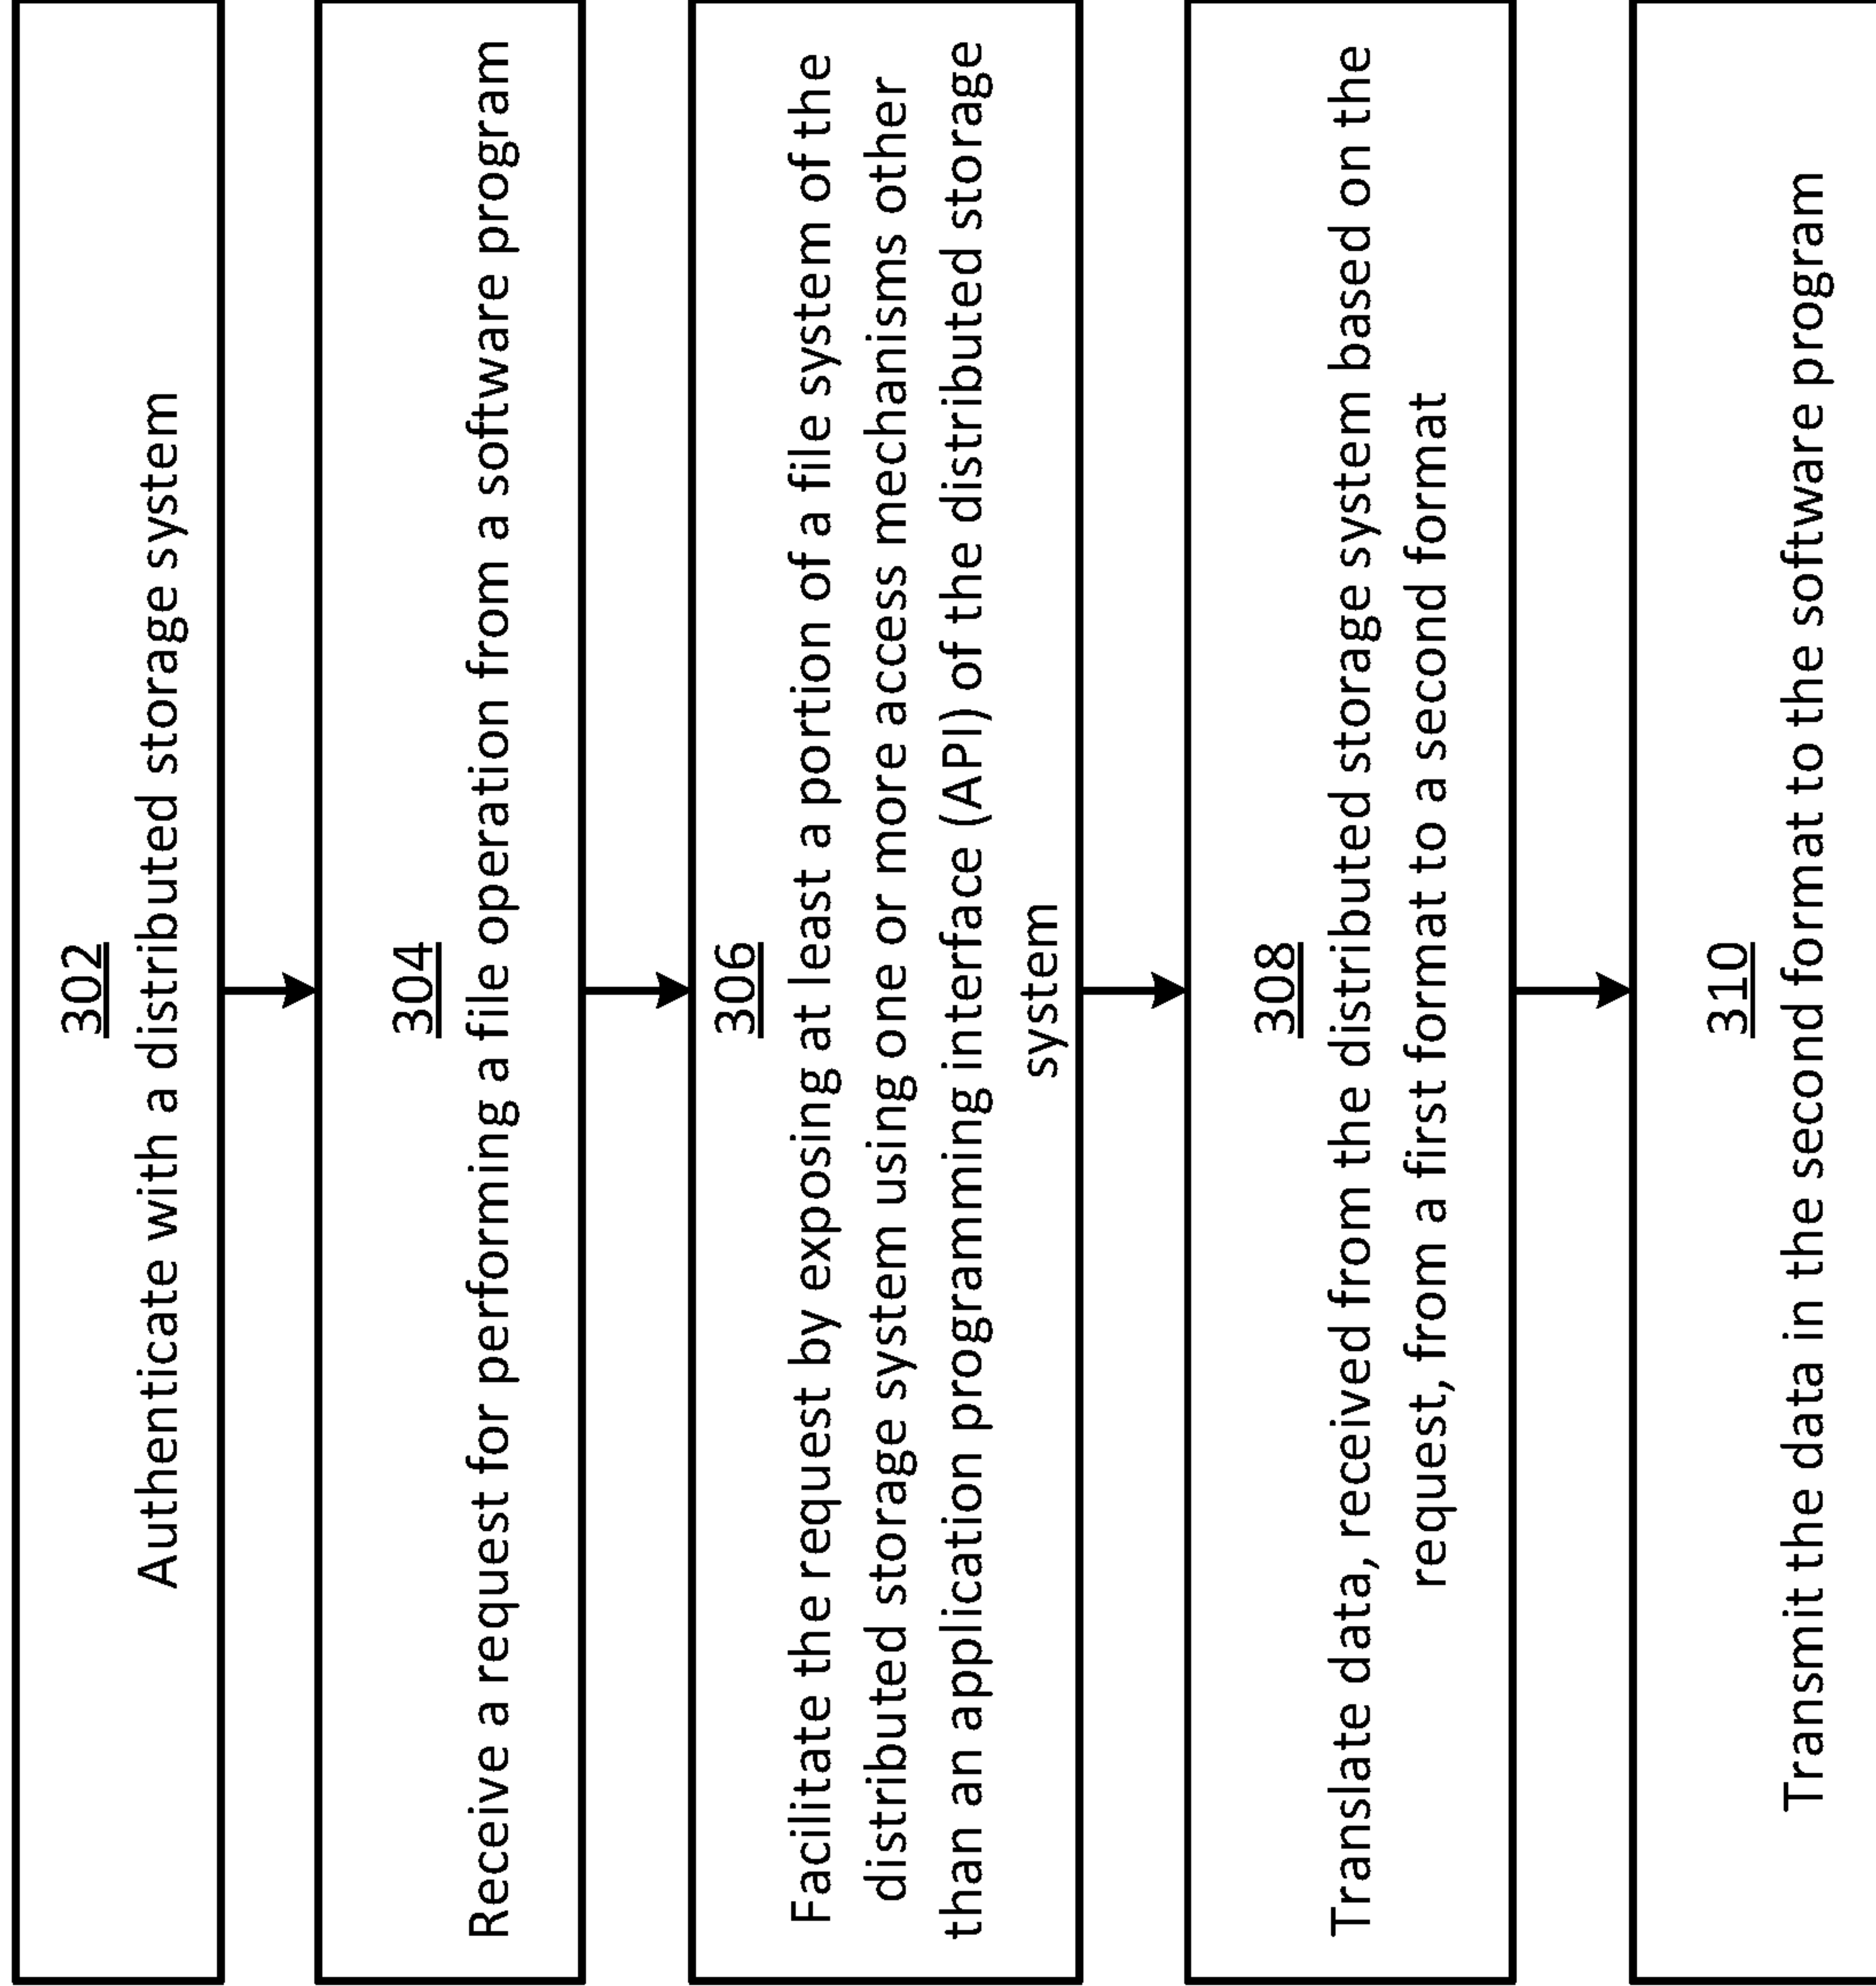 302
Authenticate with a distributed storage system
304
Receive a request for performing a file operation from a software program
306
Facilitate the request by exposing at least a portion of a file system of the
distributed storage system using one or more access mechanisms other
than an application programming interface (API) of the distributed storage
system
308
Translate data, received from the distributed storage system based on the
request, from a first format to a second format
310
Transmit the data in the second format to the software program